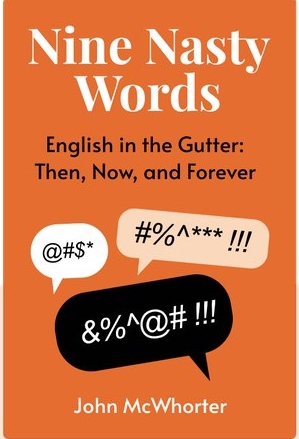 Nine Nasty
Words
English in the Gutter:
Then, Now, and Forever
@#$*
#%^*** !!!
&%^@# !!!
John McWhorter